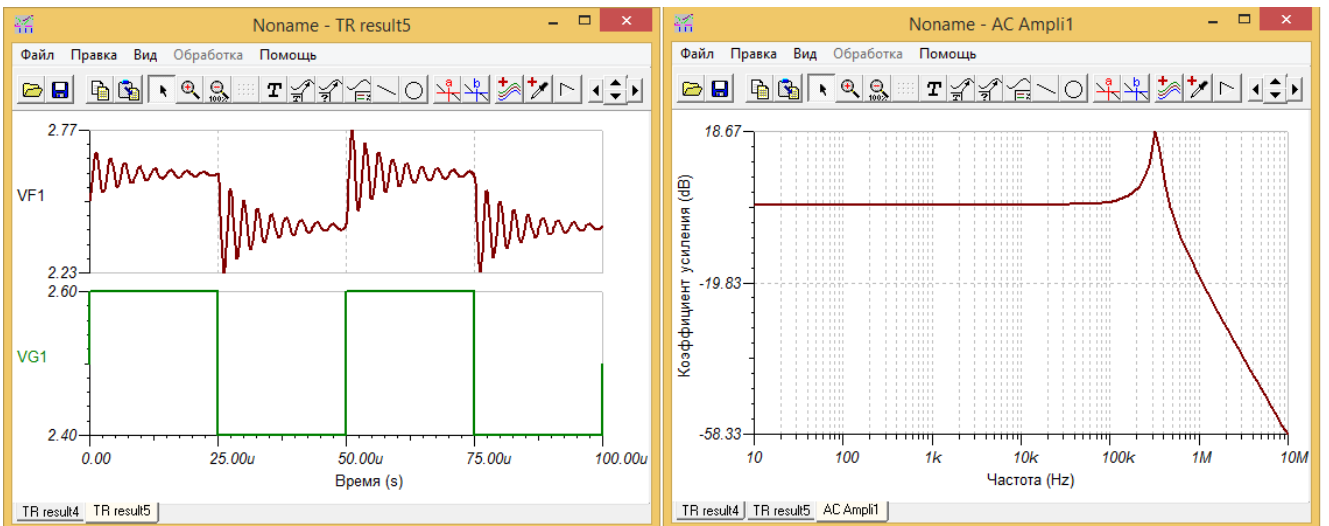 Noname - TR result5
Файл Правка Вид Обработка Помощь
100%
T
?
a
b
2.77
VF1
2.23
2.60
VG1
2.40
0.00 25.00u 50.00u 75.00u 100.00u
Время (s)
TR result4 TR result5
Noname - AC Ampli1
Файл Правка Вид Обработка Помощь
100%
T
?
a
b
18.67
Коэффициент усиления (dB)
-19.83
-58.33
10 100 1k 10k 100k 1M 10M
Частота (Hz)
TR result4 TR result5 AC Ampli1